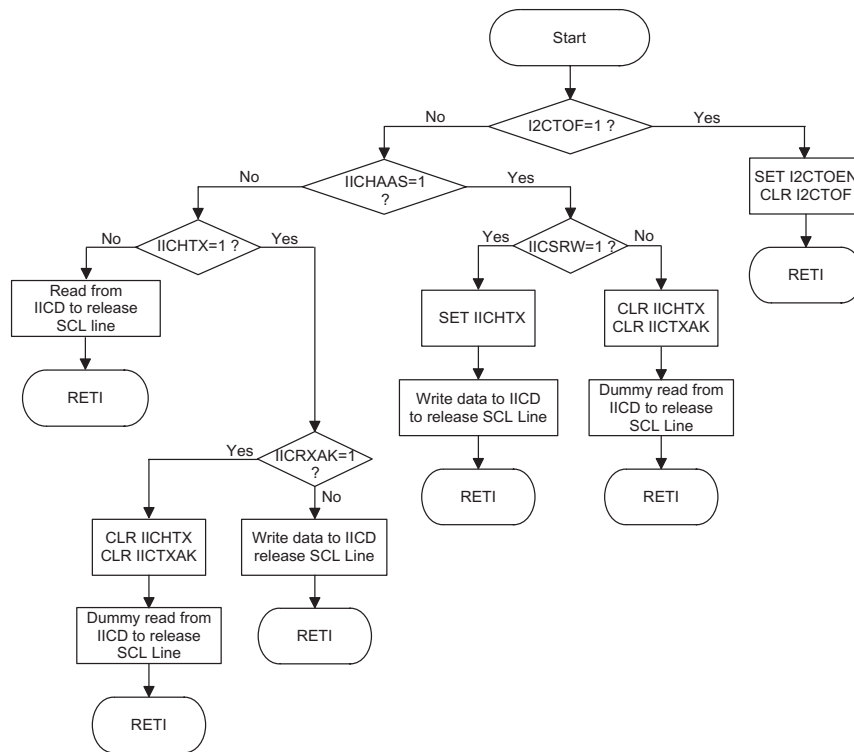 Start
No
I2CTOF=1 ?
Yes
SET I2CTOEN
CLR I2CTOF
RETI
No
IICHAAS=1
?
Yes
No
IICHTX=1 ?
Yes
Yes
IICSRW=1 ?
No
Read from
IICD to release
SCL line
RETI
SET IICHTX
CLR IICHTX
CLR IICTXAK
Write data to IICD
to release SCL Line
Dummy read from
IICD to release
SCL Line
RETI
RETI
Yes
IICRXAK=1
?
No
CLR IICHTX
CLR IICTXAK
Write data to IICD
release SCL Line
Dummy read from
IICD to release
SCL Line
RETI
RETI